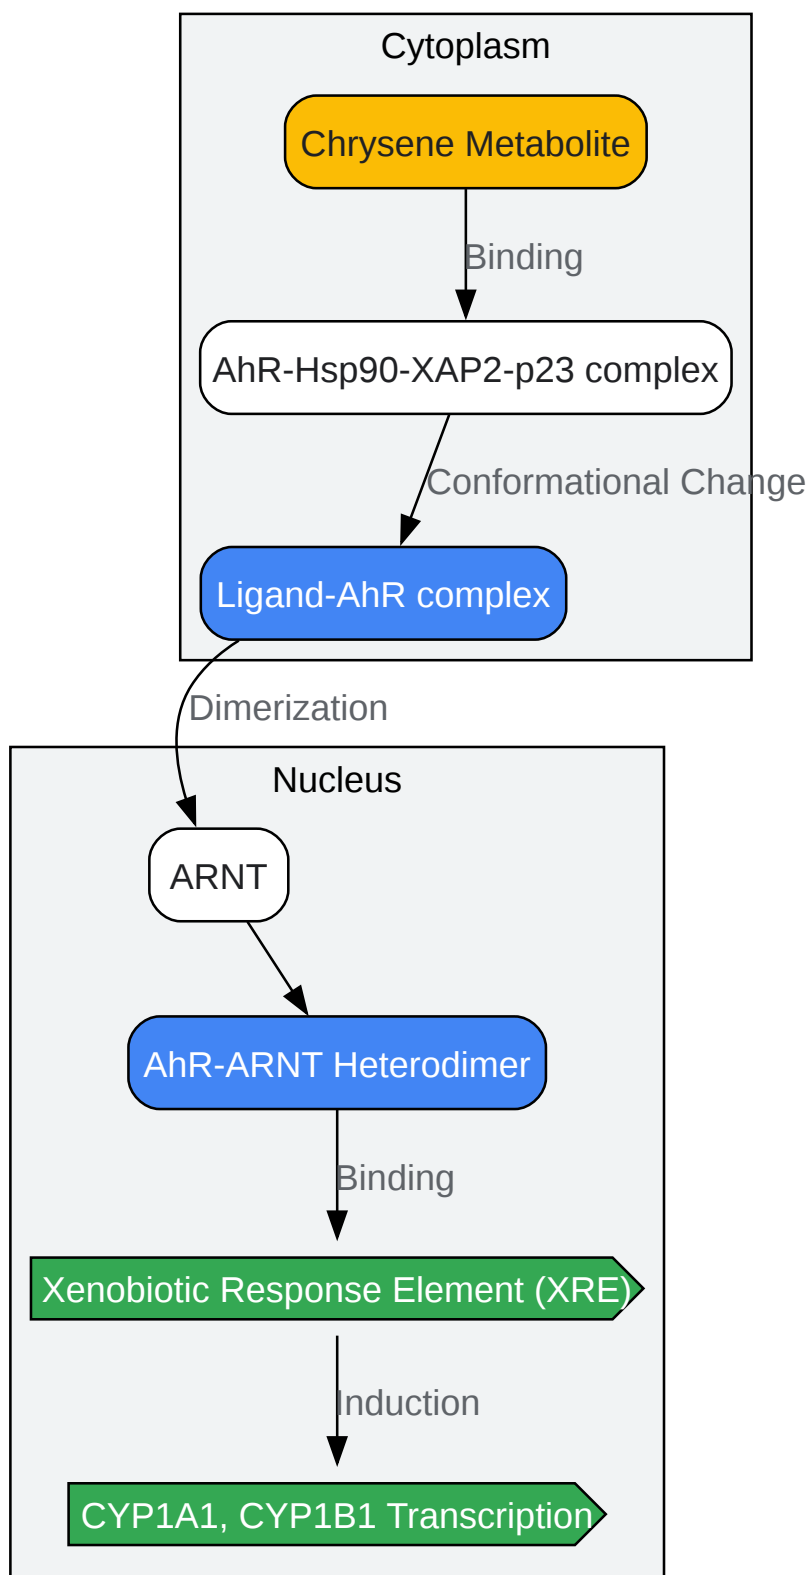 Cytoplasm
Chrysene Metabolite
Binding
AhR-Hsp90-XAP2-p23 complex
Conformational Change
Ligand-AhR complex
Dimerization
Nucleus
ARNT
AhR-ARNT Heterodimer
Binding
Xenobiotic Response Element (XRE)
Induction
CYP1A1, CYP1B1 Transcription